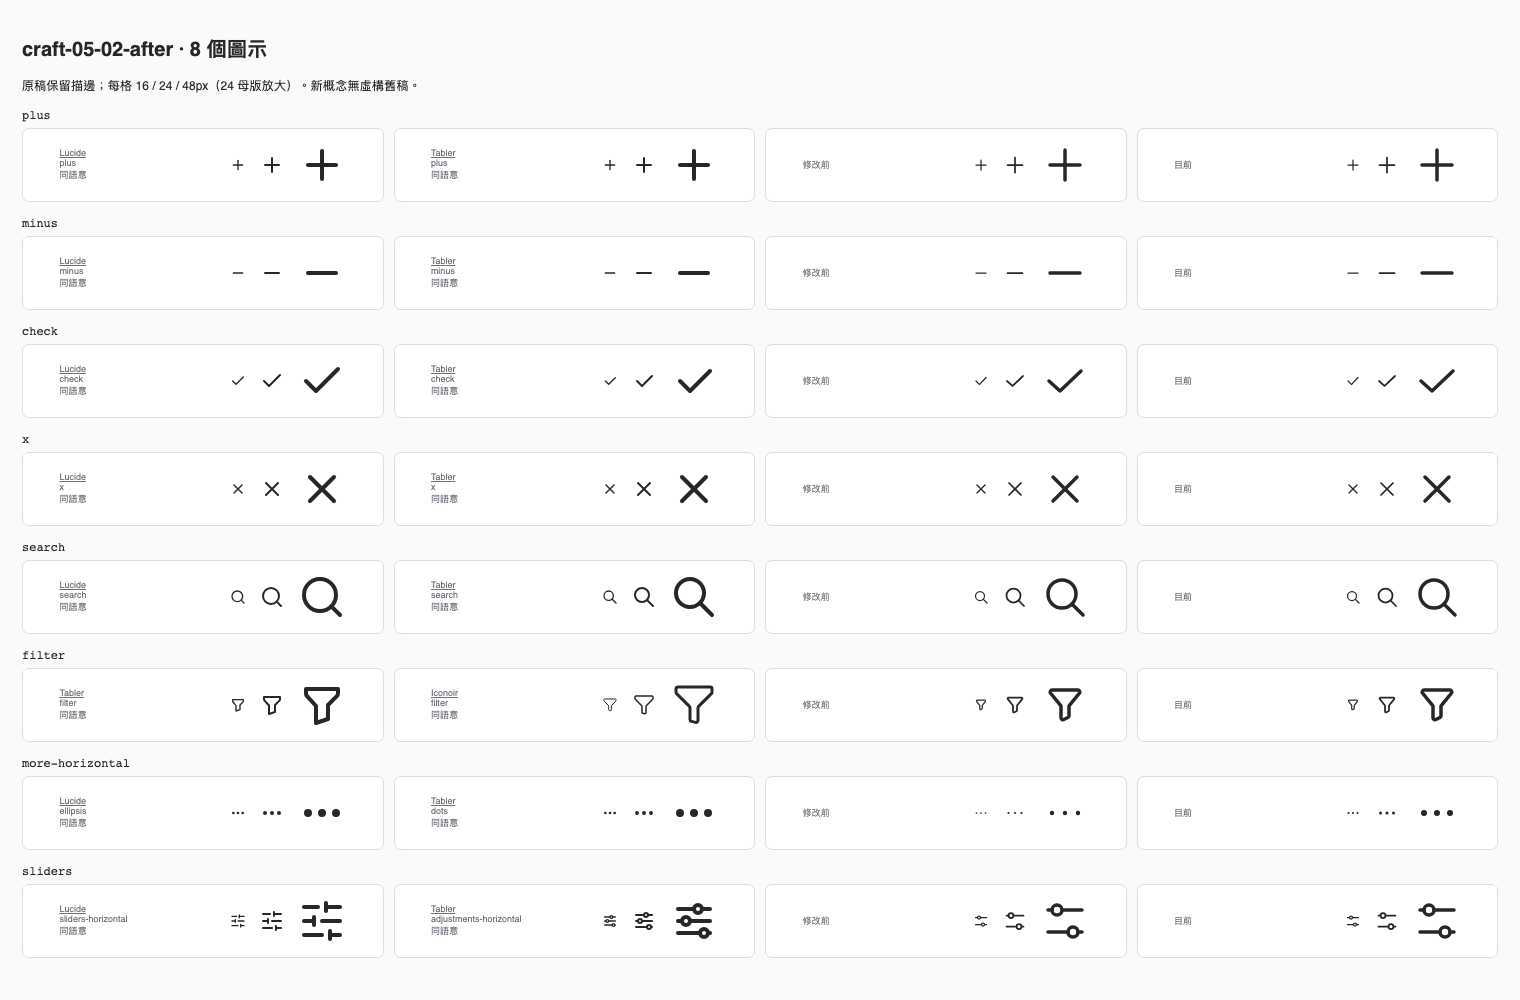 craft-05-02-after · 8 個圖示
原稿保留描邊；每格 16 / 24 / 48px（24 母版放大）。新概念無虛構舊稿。
plus
Lucide
plus
同語意
Tabler
plus
同語意
修改前
目前
minus
Lucide
minus
同語意
Tabler
minus
同語意
修改前
目前
check
Lucide
check
同語意
Tabler
check
同語意
修改前
目前
x
Lucide
x
同語意
Tabler
x
同語意
修改前
目前
search
Lucide
search
同語意
Tabler
search
同語意
修改前
目前
filter
Tabler
filter
同語意
Iconoir
filter
同語意
修改前
目前
more-horizontal
Lucide
ellipsis
同語意
Tabler
dots
同語意
修改前
目前
sliders
Lucide
sliders-horizontal
同語意
Tabler
adjustments-horizontal
同語意
修改前
目前